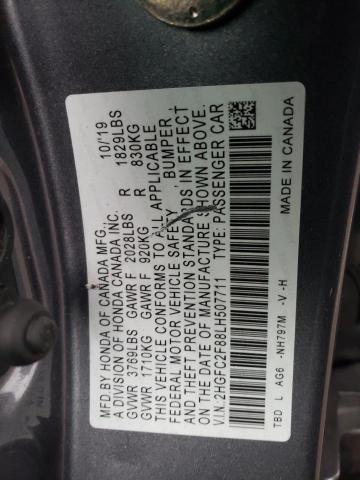 MFD.BY HONDA OF CANADA MFG., 10/19
A DIVISION OF HONDA CANADA INC.
GVWR 3769LBS GAWR F 2028LBS R 1829LBS
GVWR 1710KG GAWR F 920KG R 830KG
THIS VEHICLE CONFORMS TO ALL APPLICABLE
FEDERAL MOTOR VEHICLE SAFETY, BUMPER,
AND THEFT PREVENTION STANDARDS IN EFFECT
ON THE DATE OF MANUFACTURE SHOWN ABOVE.
V.I.N:2HGFC2F88LH507711 TYPE: PASSENGER CAR
TBD L AG6 -NH797M -V -H MADE IN CANADA